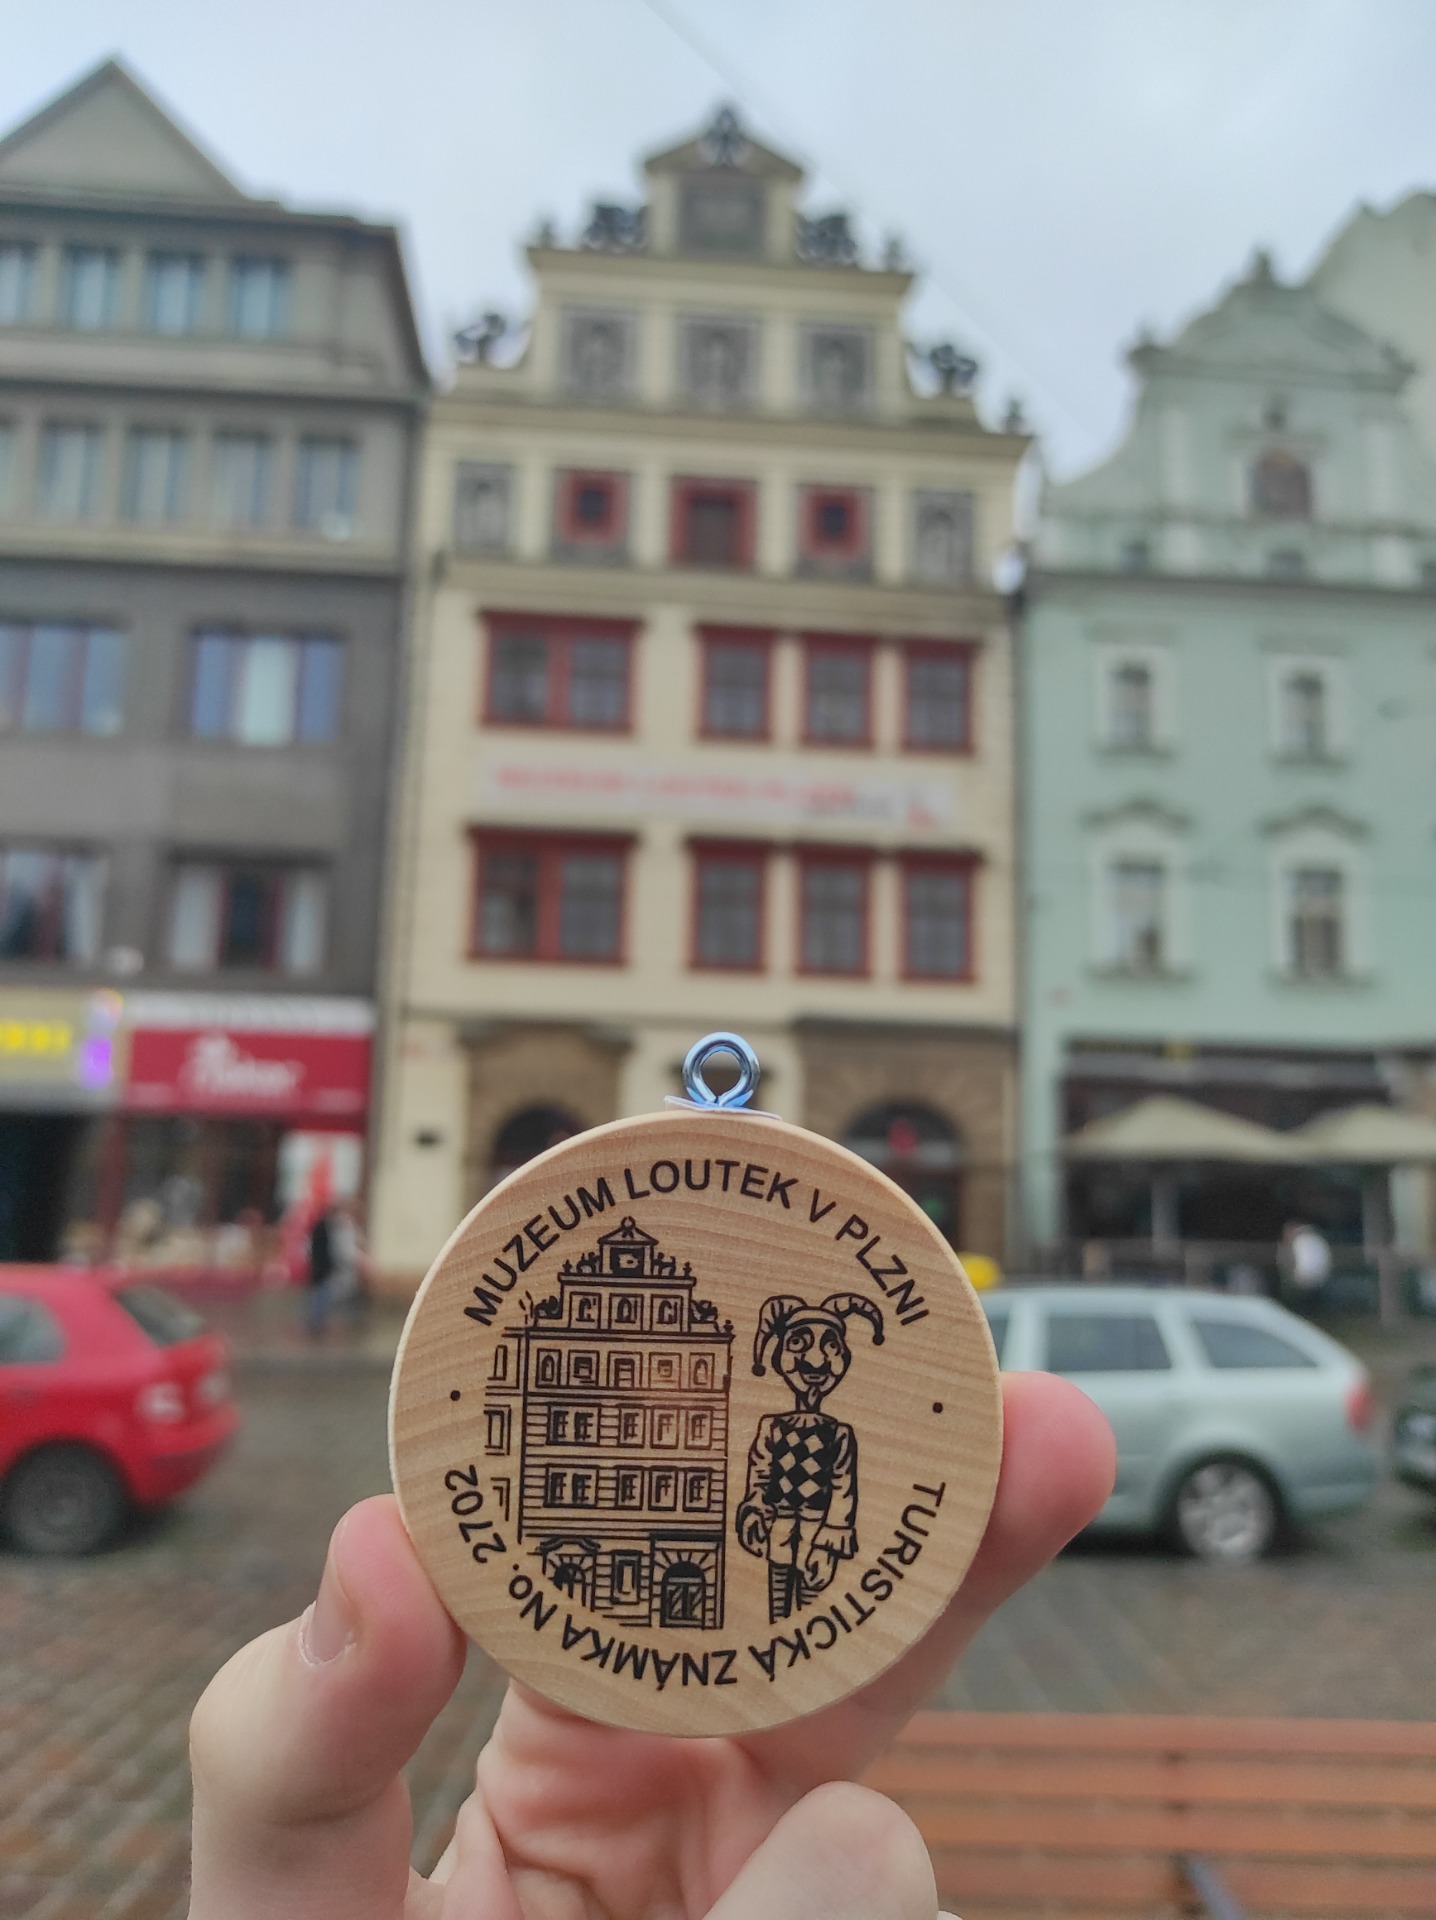 MUZEUM LOUTEK V PLZNI
TURISTICKÁ ZNÁMKA No. 2702